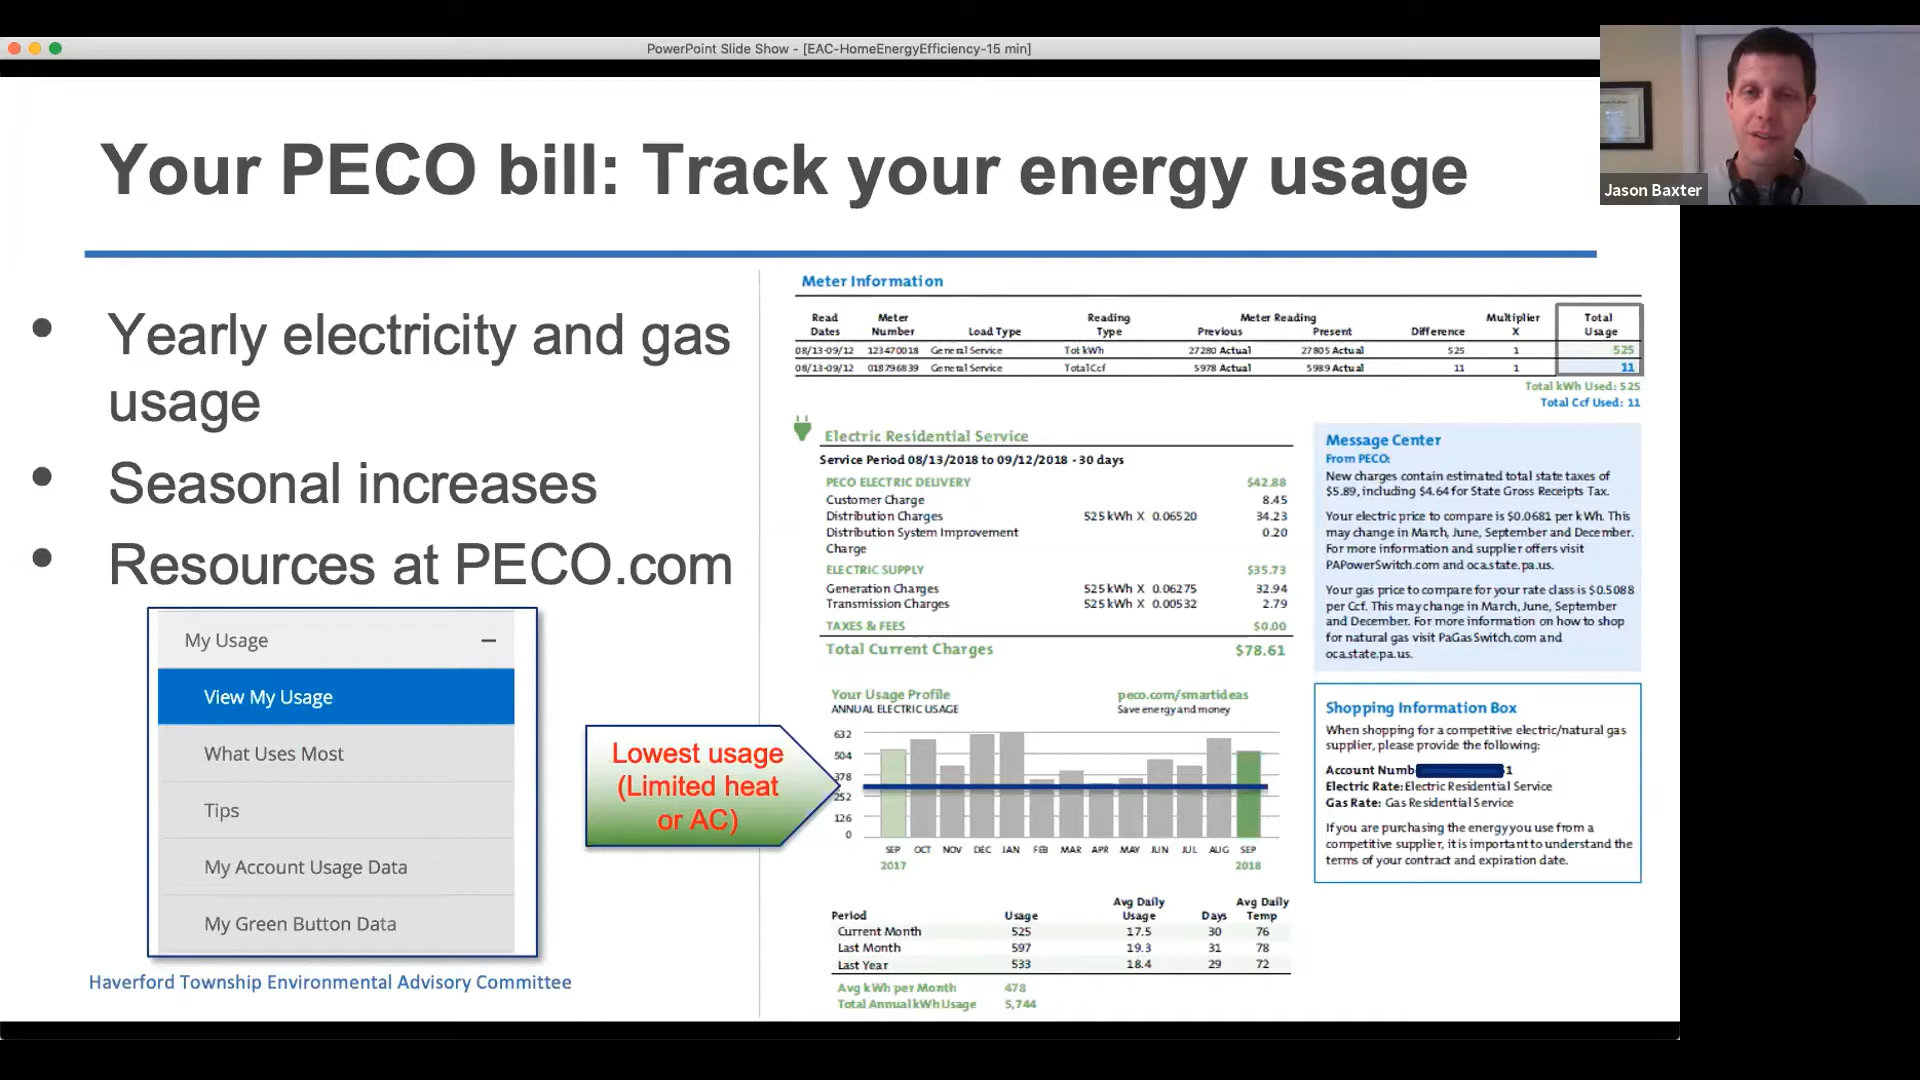 PowerPoint Slide Show - [EAC-HomeEnergyEfficiency-15 min]
Jason Baxter
Your PECO bill: Track your energy usage
• Yearly electricity and gas
usage
• Seasonal increases
• Resources at PECO.com
My Usage –
View My Usage
What Uses Most
Tips
My Account Usage Data
My Green Button Data
Haverford Township Environmental Advisory Committee
Lowest usage
(Limited heat
or AC)
Meter Information
Read Dates Meter Number Load Type Reading Type Meter Reading Previous Present Difference Multiplier X Total Usage
08/13-09/12 123470018 General Service Tot kWh 27280 Actual 27805 Actual 525 1 525
08/13-09/12 018796839 General Service Total Ccf 5978 Actual 5989 Actual 11 1 11
Total kWh Used: 525
Total Ccf Used: 11
Electric Residential Service
Service Period 08/13/2018 to 09/12/2018 - 30 days
PECO ELECTRIC DELIVERY $42.88
Customer Charge 8.45
Distribution Charges 525 kWh X 0.06520 34.23
Distribution System Improvement 0.20
Charge
ELECTRIC SUPPLY $35.73
Generation Charges 525 kWh X 0.06275 32.94
Transmission Charges 525 kWh X 0.00532 2.79
TAXES & FEES $0.00
Total Current Charges $78.61
Your Usage Profile peco.com/smartideas
ANNUAL ELECTRIC USAGE Save energy and money
632
504
378
252
126
0
SEP OCT NOV DEC JAN FEB MAR APR MAY JUN JUL AUG SEP
2017 2018
Period Usage Avg Daily Usage Days Avg Daily Temp
Current Month 525 17.5 30 76
Last Month 597 19.3 31 78
Last Year 533 18.4 29 72
Avg kWh per Month 478
Total Annual kWh Usage 5,744
Message Center
From PECO:
New charges contain estimated total state taxes of
$5.89, including $4.64 for State Gross Receipts Tax.
Your electric price to compare is $0.0681 per kWh. This
may change in March, June, September and December.
For more information and supplier offers visit
PAPowerSwitch.com and oca.state.pa.us.
Your gas price to compare for your rate class is $0.5088
per Ccf. This may change in March, June, September
and December. For more information on how to shop
for natural gas visit PaGasSwitch.com and
oca.state.pa.us.
Shopping Information Box
When shopping for a competitive electric/natural gas
supplier, please provide the following:
Account Numb 1
Electric Rate: Electric Residential Service
Gas Rate: Gas Residential Service
If you are purchasing the energy you use from a
competitive supplier, it is important to understand the
terms of your contract and expiration date.